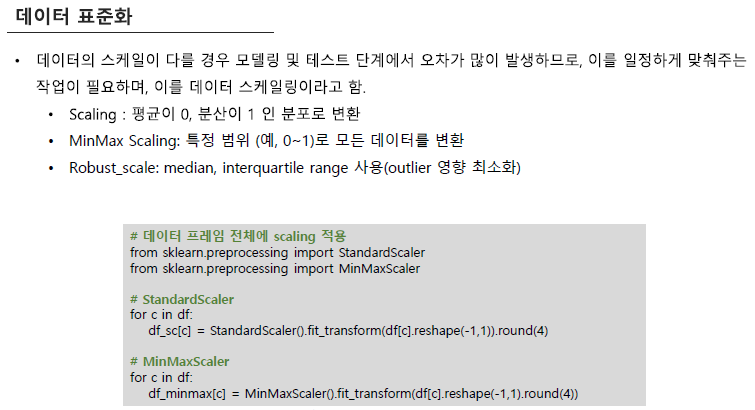 데이터 표준화
• 데이터의 스케일이 다를 경우 모델링 및 테스트 단계에서 오차가 많이 발생하므로, 이를 일정하게 맞춰주는
작업이 필요하며, 이를 데이터 스케일링이라고 함.
• Scaling : 평균이 0, 분산이 1 인 분포로 변환
• MinMax Scaling: 특정 범위 (예, 0~1)로 모든 데이터를 변환
• Robust_scale: median, interquartile range 사용(outlier 영향 최소화)
# 데이터 프레임 전체에 scaling 적용
from sklearn.preprocessing import StandardScaler
from sklearn.preprocessing import MinMaxScaler
# StandardScaler
for c in df:
df_sc[c] = StandardScaler().fit_transform(df[c].reshape(-1,1)).round(4)
# MinMaxScaler
for c in df:
df_minmax[c] = MinMaxScaler().fit_transform(df[c].reshape(-1,1).round(4))